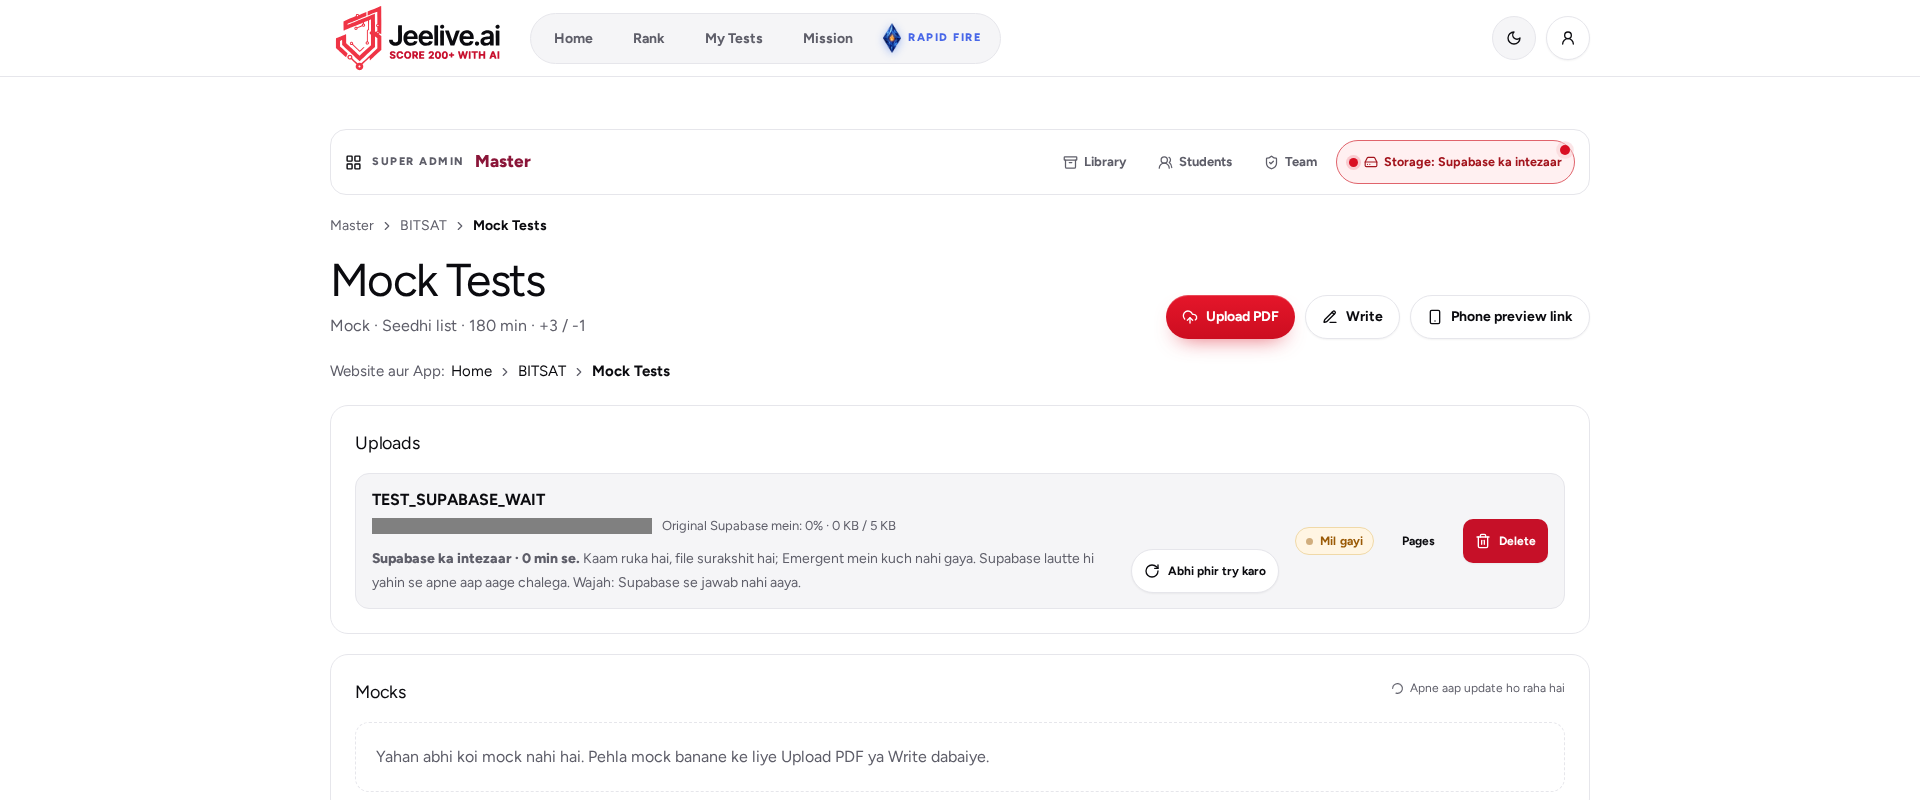 Jeelive.ai
SCORE 200+ WITH AI
Home Rank My Tests Mission RAPID FIRE
SUPER ADMIN Master
Library Students Team Storage: Supabase ka intezaar
Master > BITSAT > Mock Tests
Mock Tests
Mock · Seedhi list · 180 min · +3 / -1
Upload PDF Write Phone preview link
Website aur App: Home > BITSAT > Mock Tests
Uploads
TEST_SUPABASE_WAIT
Original Supabase mein: 0% · 0 KB / 5 KB
Supabase ka intezaar · 0 min se. Kaam ruka hai, file surakshit hai; Emergent mein kuch nahi gaya. Supabase lautte hi
yahin se apne aap aage chalega. Wajah: Supabase se jawab nahi aaya.
Abhi phir try karo
Mil gayi
Pages
Delete
Mocks
Apne aap update ho raha hai
Yahan abhi koi mock nahi hai. Pehla mock banane ke liye Upload PDF ya Write dabaiye.